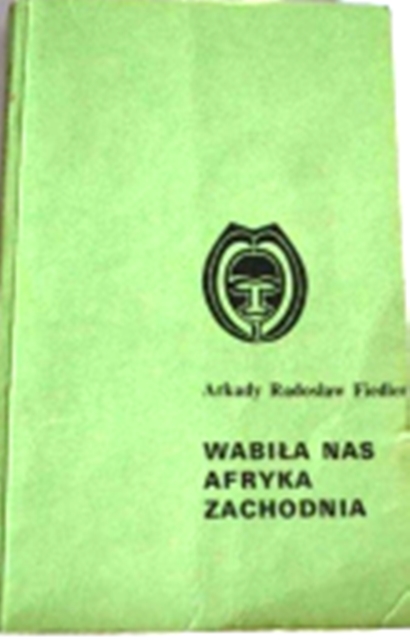 Arkady Radosław Fiedler
WABIŁA NAS
AFRYKA
ZACHODNIA